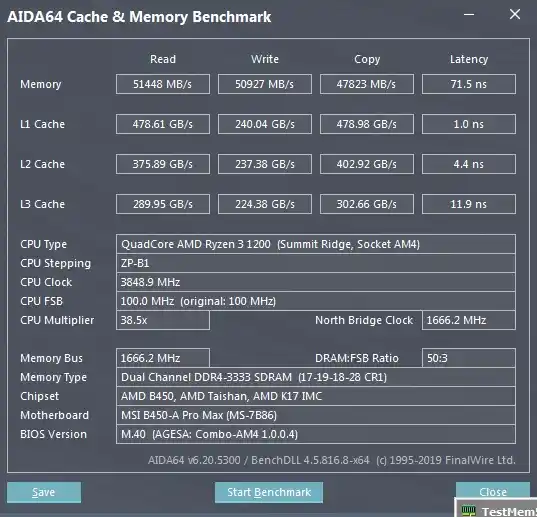 AIDA64 Cache & Memory Benchmark
Read Write Copy Latency
Memory 51448 MB/s 50927 MB/s 47823 MB/s 71.5 ns
L1 Cache 478.61 GB/s 240.04 GB/s 478.98 GB/s 1.0 ns
L2 Cache 375.89 GB/s 237.38 GB/s 402.92 GB/s 4.4 ns
L3 Cache 289.95 GB/s 224.38 GB/s 302.66 GB/s 11.9 ns
CPU Type QuadCore AMD Ryzen 3 1200 (Summit Ridge, Socket AM4)
CPU Stepping ZP-B1
CPU Clock 3848.9 MHz
CPU FSB 100.0 MHz (original: 100 MHz)
CPU Multiplier 38.5x North Bridge Clock 1666.2 MHz
Memory Bus 1666.2 MHz DRAM:FSB Ratio 50:3
Memory Type Dual Channel DDR4-3333 SDRAM (17-19-18-28 CR1)
Chipset AMD B450, AMD Taishan, AMD K17 IMC
Motherboard MSI B450-A Pro Max (MS-7B86)
BIOS Version M.40 (AGESA: Combo-AM4 1.0.0.4)
AIDA64 v6.20.5300 / BenchDLL 4.5.816.8-x64 (c) 1995-2019 FinalWire Ltd.
Save Start Benchmark Close
TestMem5